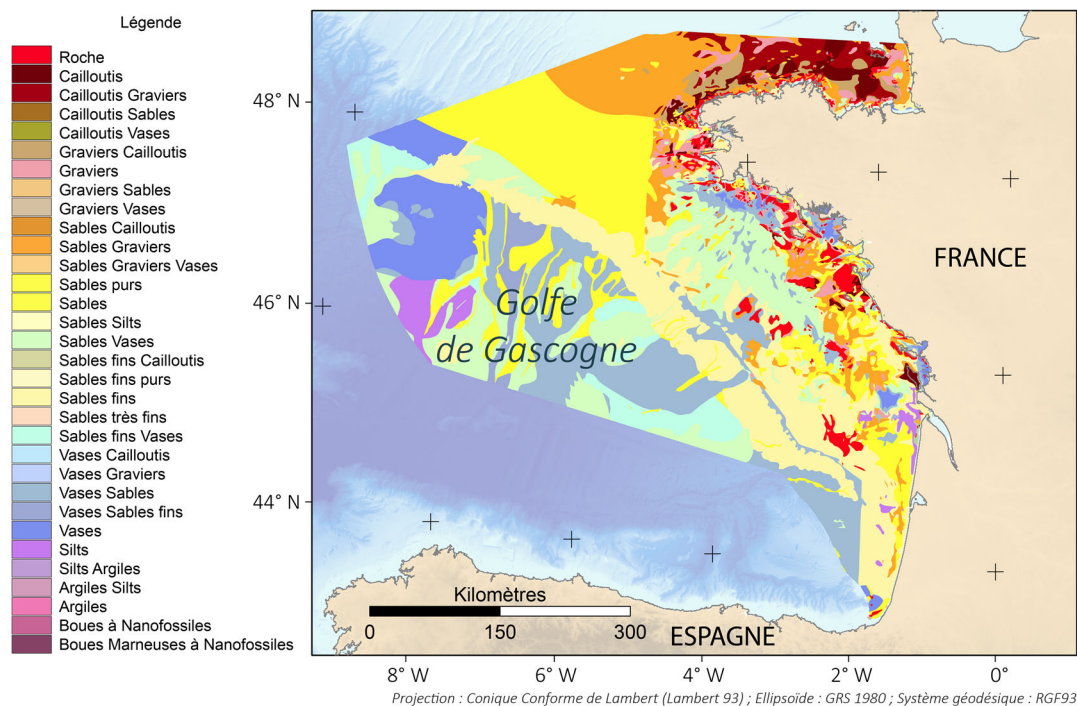 Légende
Roche
Cailloutis
Cailloutis Graviers
Cailloutis Sables
Cailloutis Vases
Graviers Cailloutis
Graviers
Graviers Sables
Graviers Vases
Sables Cailloutis
Sables Graviers
Sables Graviers Vases
Sables purs
Sables
Sables Silts
Sables Vases
Sables fins Cailloutis
Sables fins purs
Sables fins
Sables très fins
Sables fins Vases
Vases Cailloutis
Vases Graviers
Vases Sables
Vases Sables fins
Vases
Silts
Silts Argiles
Argiles Silts
Argiles
Boues à Nanofossiles
Boues Marneuses à Nanofossiles
48° N
46° N
44° N
FRANCE
Golfe
de Gascogne
Kilomètres
0 150 300
ESPAGNE
8° W 6° W 4° W 2° W 0°
Projection : Conique Conforme de Lambert (Lambert 93) ; Ellipsoïde : GRS 1980 ; Système géodésique : RGF93